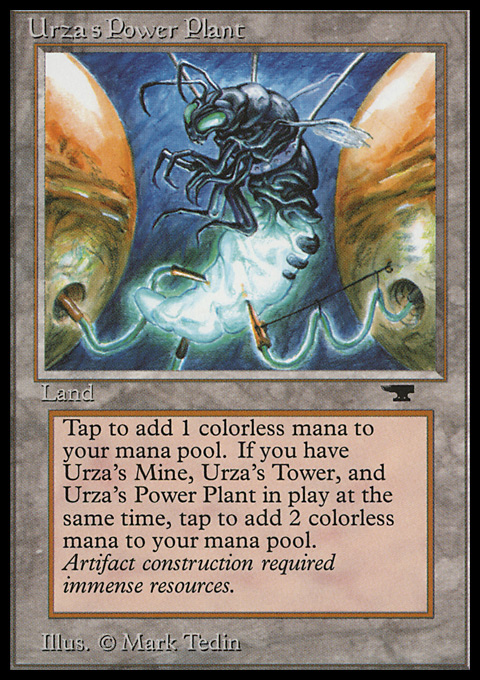 Urza's Power Plant
Land
Tap to add 1 colorless mana to
your mana pool. If you have
Urza's Mine, Urza's Tower, and
Urza's Power Plant in play at the
same time, tap to add 2 colorless
mana to your mana pool.
Artifact construction required
immense resources.
Illus. © Mark Tedin